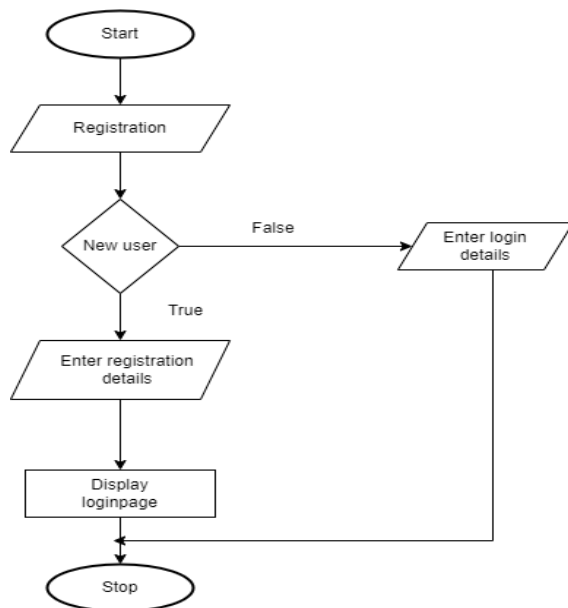 Start
Registration
New user
False
Enter login
details
True
Enter registration
details
Display
loginpage
Stop